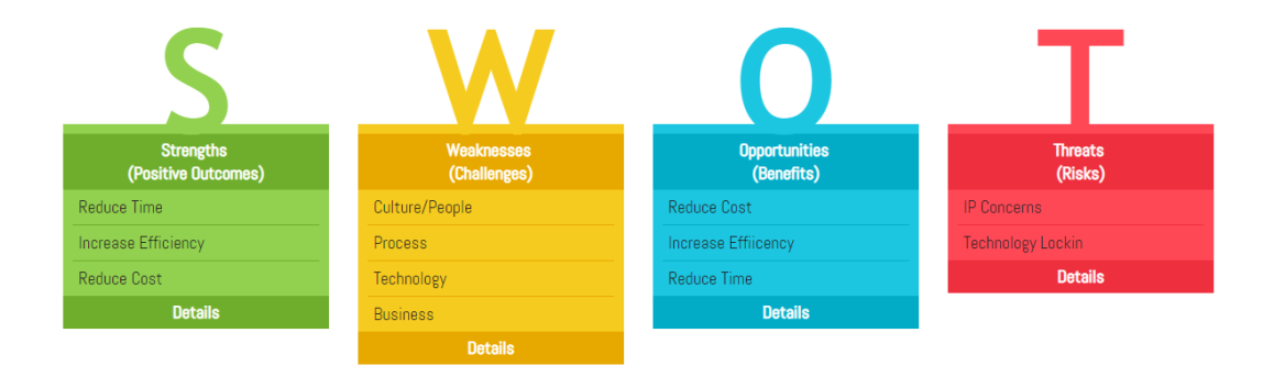 S
Strengths
(Positive Outcomes)
Reduce Time
Increase Efficiency
Reduce Cost
Details
W
Weaknesses
(Challenges)
Culture/People
Process
Technology
Business
Details
O
Opportunities
(Benefits)
Reduce Cost
Increase Effiicency
Reduce Time
Details
T
Threats
(Risks)
IP Concerns
Technology Lockin
Details